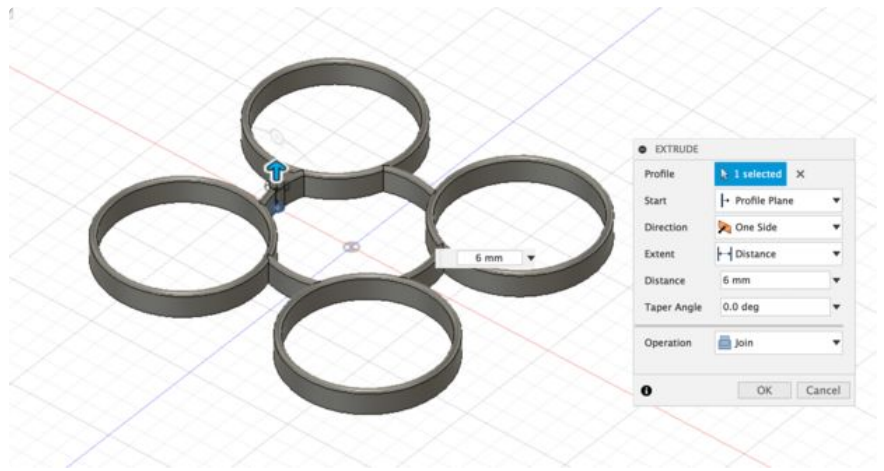 EXTRUDE
Profile 1 selected
Start Profile Plane
Direction One Side
Extent Distance
6 mm
Distance 6 mm
Taper Angle 0.0 deg
Operation Join
OK Cancel